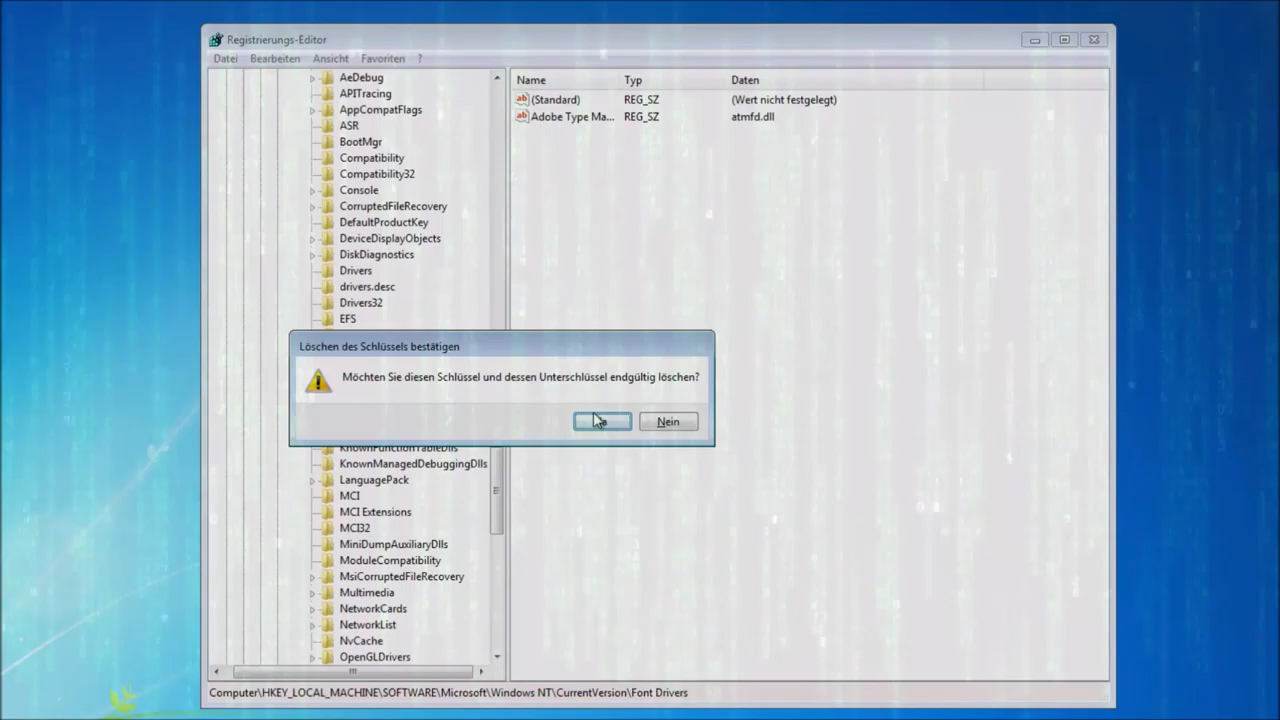 Registrierungs-Editor
Datei Bearbeiten Ansicht Favoriten ?
AeDebug
APITracing
AppCompatFlags
ASR
BootMgr
Compatibility
Compatibility32
Console
CorruptedFileRecovery
DefaultProductKey
DeviceDisplayObjects
DiskDiagnostics
Drivers
drivers.desc
Drivers32
EFS
KnownFunctionTableDlls
KnownManagedDebuggingDlls
LanguagePack
MCI
MCI Extensions
MCI32
MiniDumpAuxiliaryDlls
ModuleCompatibility
MsiCorruptedFileRecovery
Multimedia
NetworkCards
NetworkList
NvCache
OpenGLDrivers
Name Typ Daten
(Standard) REG_SZ (Wert nicht festgelegt)
Adobe Type Ma... REG_SZ atmfd.dll
Löschen des Schlüssels bestätigen
Möchten Sie diesen Schlüssel und dessen Unterschlüssel endgültig löschen?
Nein
Computer\HKEY_LOCAL_MACHINE\SOFTWARE\Microsoft\Windows NT\CurrentVersion\Font Drivers